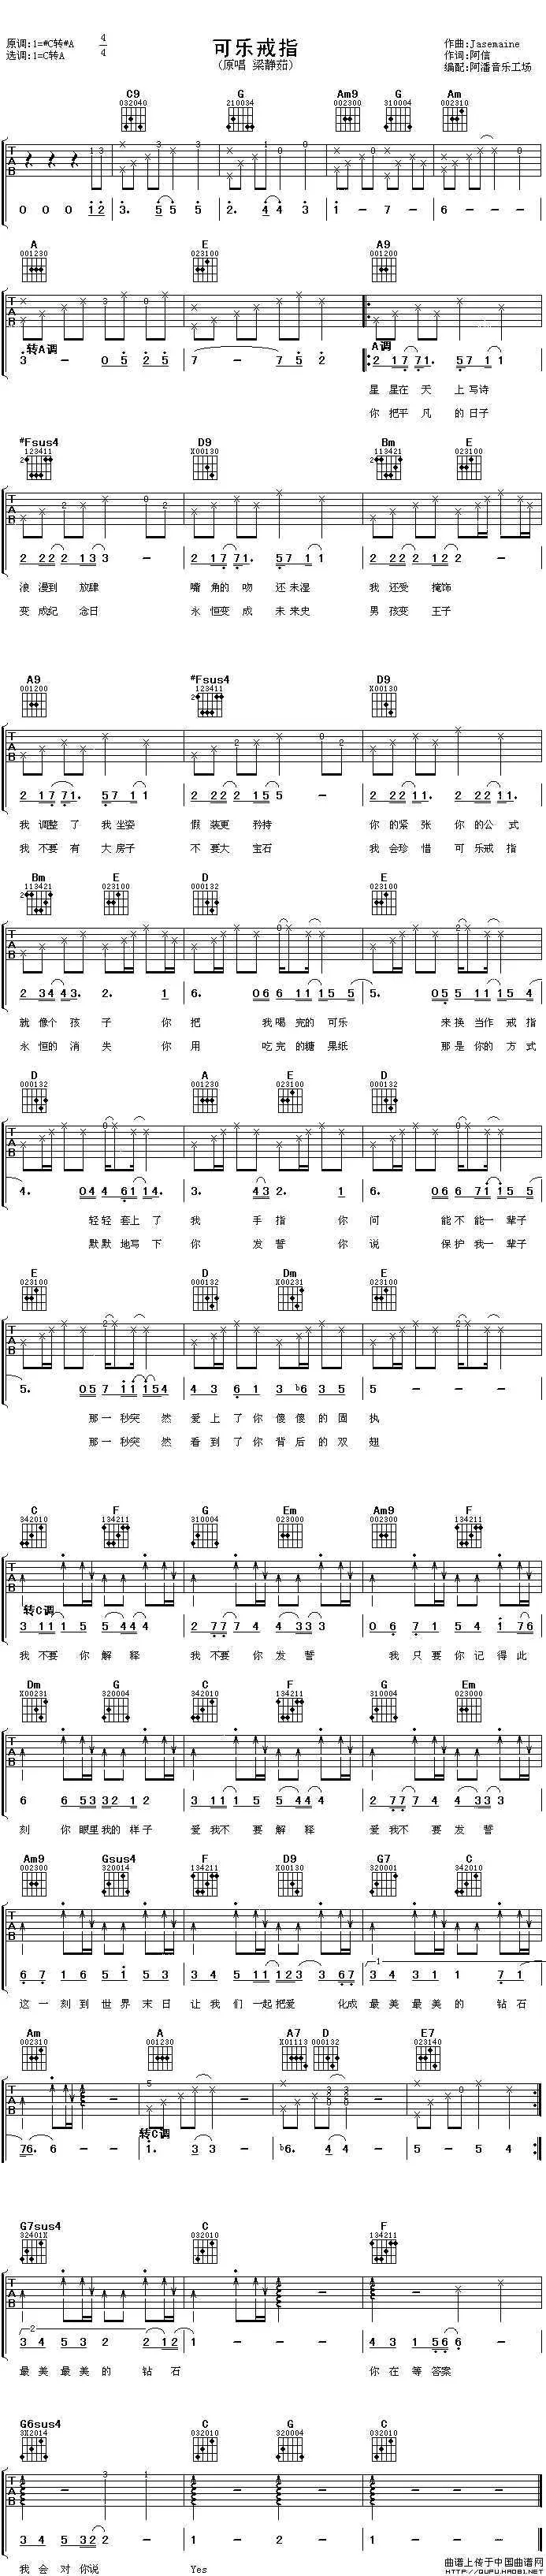 可乐戒指
(原唱 梁静茹)
原调:1=#C转#A 4/4
选调:1=C转A
作曲:Jasemaine
作词:阿信
编配:阿潘音乐工场
C9 G Am9 G Am
032040 210034 002300 310004 002310
0 0 0 1 2 3. 5 5 5 2. 4 4 3 1 - 7 - 6 - - -
A E A9
001230 023100 001200
转A调 A调
3 - 0 5 2 5 7 - - 7 5 2 2 1 7 7 1. 5 7 1 1
星 星在 天 上 写诗
你 把平 凡 的 日子
#Fsus4 D9 Bm E
123411 X00130 113421 023100
2 2 2 2 1 3 3 - 2 1 7 7 1. 5 7 1 1 2 2 2 2 1 2 2 -
浪 漫到 放肆 嘴 角的 吻 还 未湿 我 还受 掩饰
变 成纪 念日 永 恒变 成 未 来史 男 孩变 王子
A9 #Fsus4 D9
001200 123411 X00130
2 1 7 7 1. 5 7 1 1 2 2 2 2 1 5 5 - 2 2 2 1 1. 2 2 2 1 1.
我 调整 了 我 坐姿 假 装更 矜持 你 的紧 张 你 的公 式
我 不要 有 大 房子 不 要大 宝石 我 会珍 惜 可 乐戒 指
Bm E D E
113421 023100 000132 023100
2 3 4 4 3. 2. 1 6. 0 6 6 1 1 1 5 5 5. 0 5 5 1 1 1 5 4
就 像个 孩 子 你 把 我喝 完的 可乐 来换 当作 戒 指
永 恒的 消 失 你 用 吃完 的糖 果纸 那是 你的 方 式
D A E D
000132 001230 023100 000132
4. 0 4 4 6 1 1 4. 3. 4 3 2. 1 6. 0 6 6 7 1 1 5 5
轻轻 套上 了 我 手 指 你 问 能 不能 一 辈子
默默 地写 下 你 发 誓 你 说 保 护我 一 辈子
E D Dm E
023100 000132 X00231 023100
5. 0 5 7 1 1 1 5 4 4 3 6 1 3 b6 3 5 5 - - -
那一 秒突 然 爱 上 了 你 傻 傻 的 固 执
那一 秒突 然 看 到 了 你 背 后 的 双 翅
C F G Em Am9 F
342010 134211 310004 023000 002300 134211
转C调
3 1 1 1 5 5 4 4 4 2 7 7 7 4 4 3 3 3 0 6 7 1 5 4 1 7 6
我 不要 你 解 释 我 不要 你 发 誓 我 只 要 你 记 得 此
Dm G C F G Em
X00231 320004 342010 134211 310004 023000
6 6 5 3 3 2 1 2 3 1 1 1 5 5 4 4 4 2 7 7 7 4 4 3 3 3
刻 你 眼里 我的 样 子 爱 我不 要 解 释 爱 我不 要 发 誓
Am9 Gsus4 F D9 G7 C
002300 320014 134211 X00130 320001 342010
6 7 1 6 5 1 5 3 3 4 5 1 1 1 2 3 3 6 7 3 4 3 1 1 7 1
这 一 刻 到 世 界 末 日 让 我 们 一起 把爱 化成 最 美 最 美 的 钻 石
Am A A7 D E7
002310 001230 X01113 000132 023140
转C调
7 6. 6 - - 1. 3 3 - b6. 4 4 - 5 - 5 4
G7sus4 C F
32401X 032010 134211
3 4 5 3 2 2 1 2 1 - - - 4 3 1 5 6 6 -
最 美 最 美 的 钻 石 你 在 等 答案
G6sus4 C G C
3X2014 032010 320004 032010
3 4 5 3 2 2 1 - - - 1 - - -
我 会 对 你说 Yes
曲谱上传于中国曲谱网
HTTP://QUPU.HAO81.NET